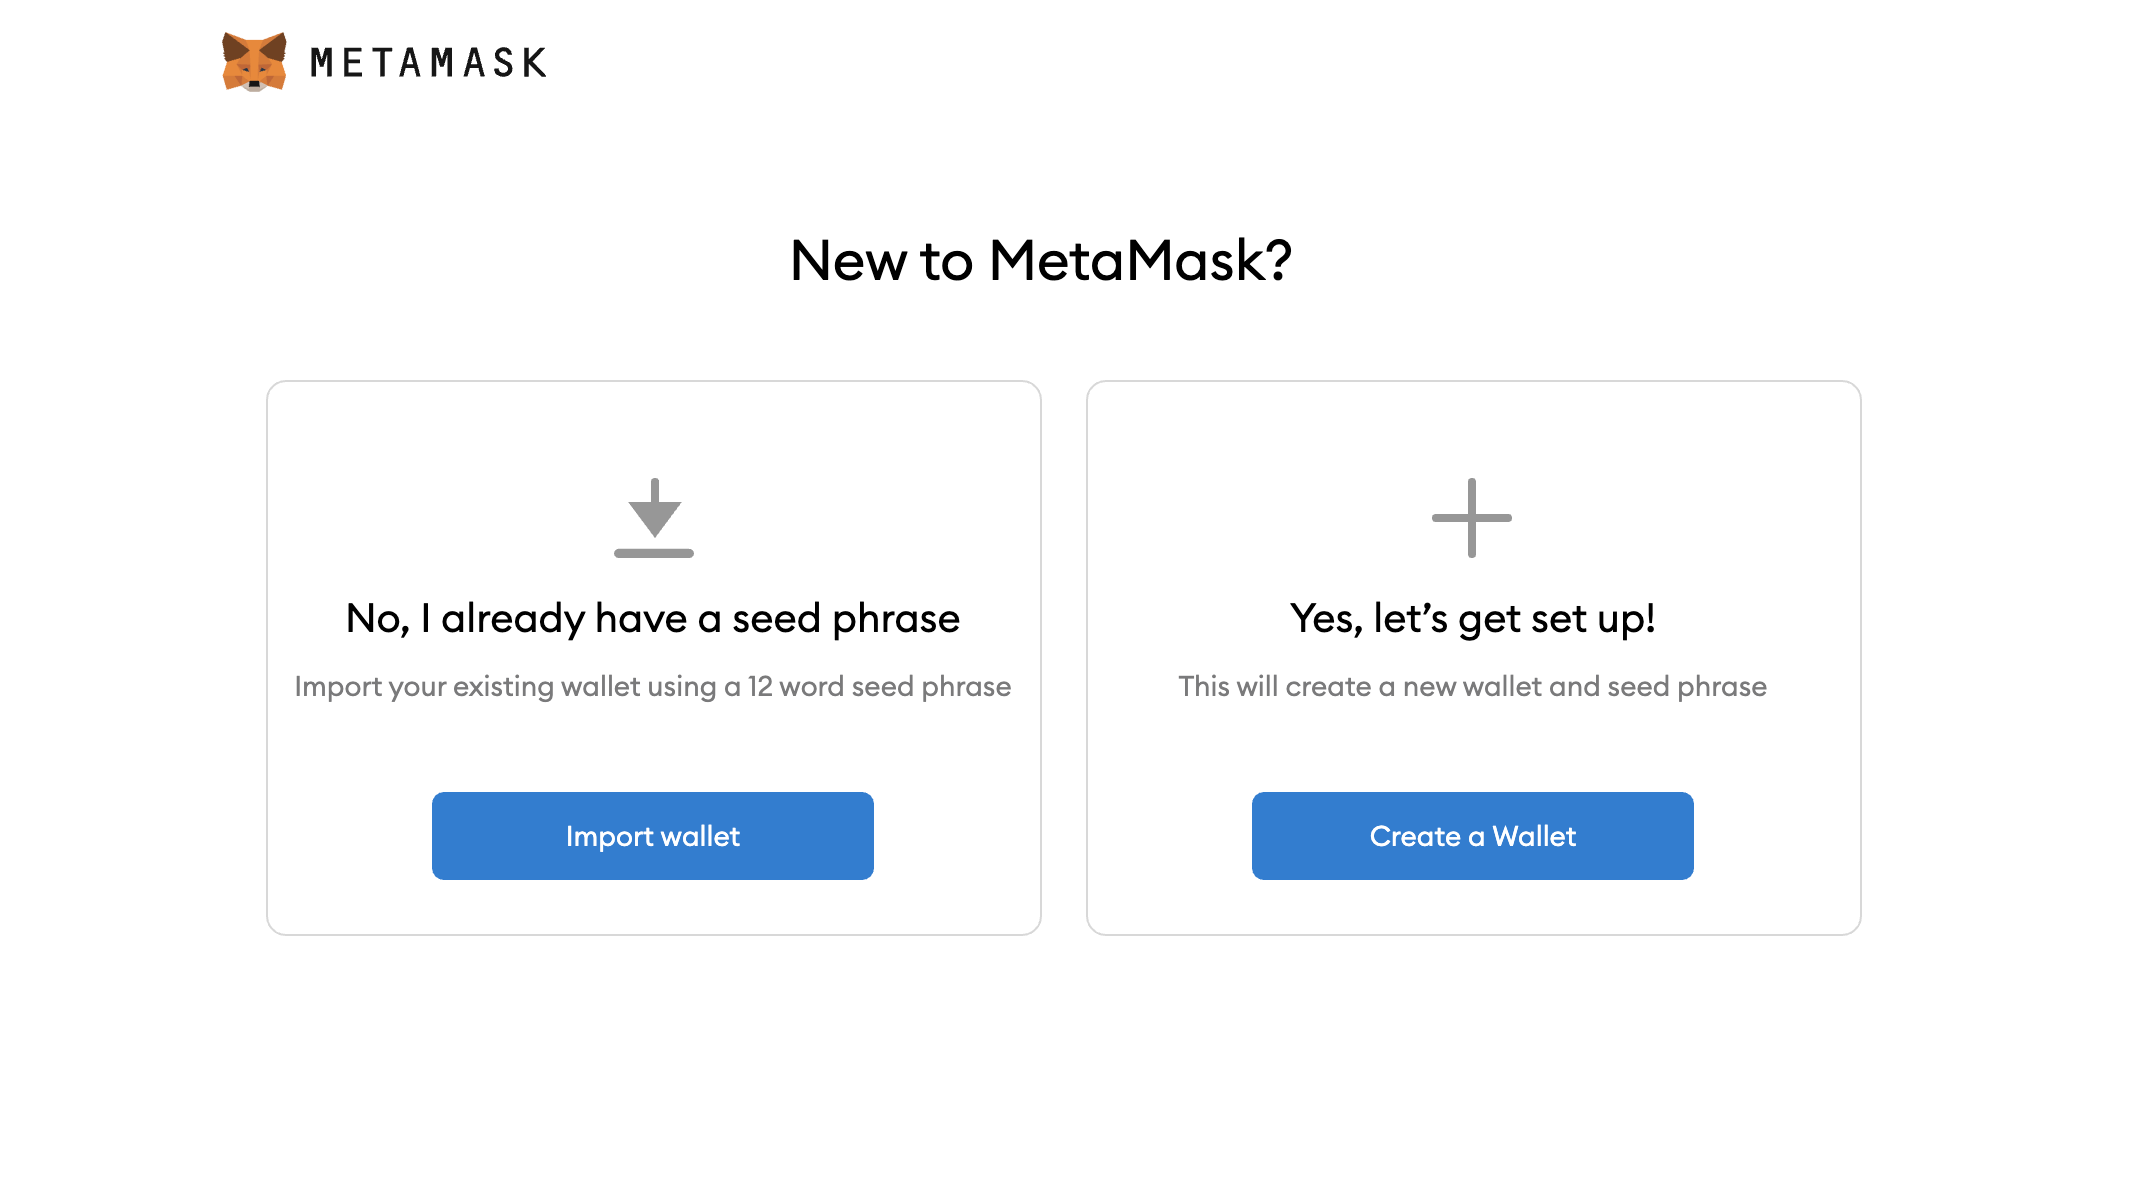 METAMASK
New to MetaMask?
No, I already have a seed phrase
Import your existing wallet using a 12 word seed phrase
Import wallet
Yes, let’s get set up!
This will create a new wallet and seed phrase
Create a Wallet